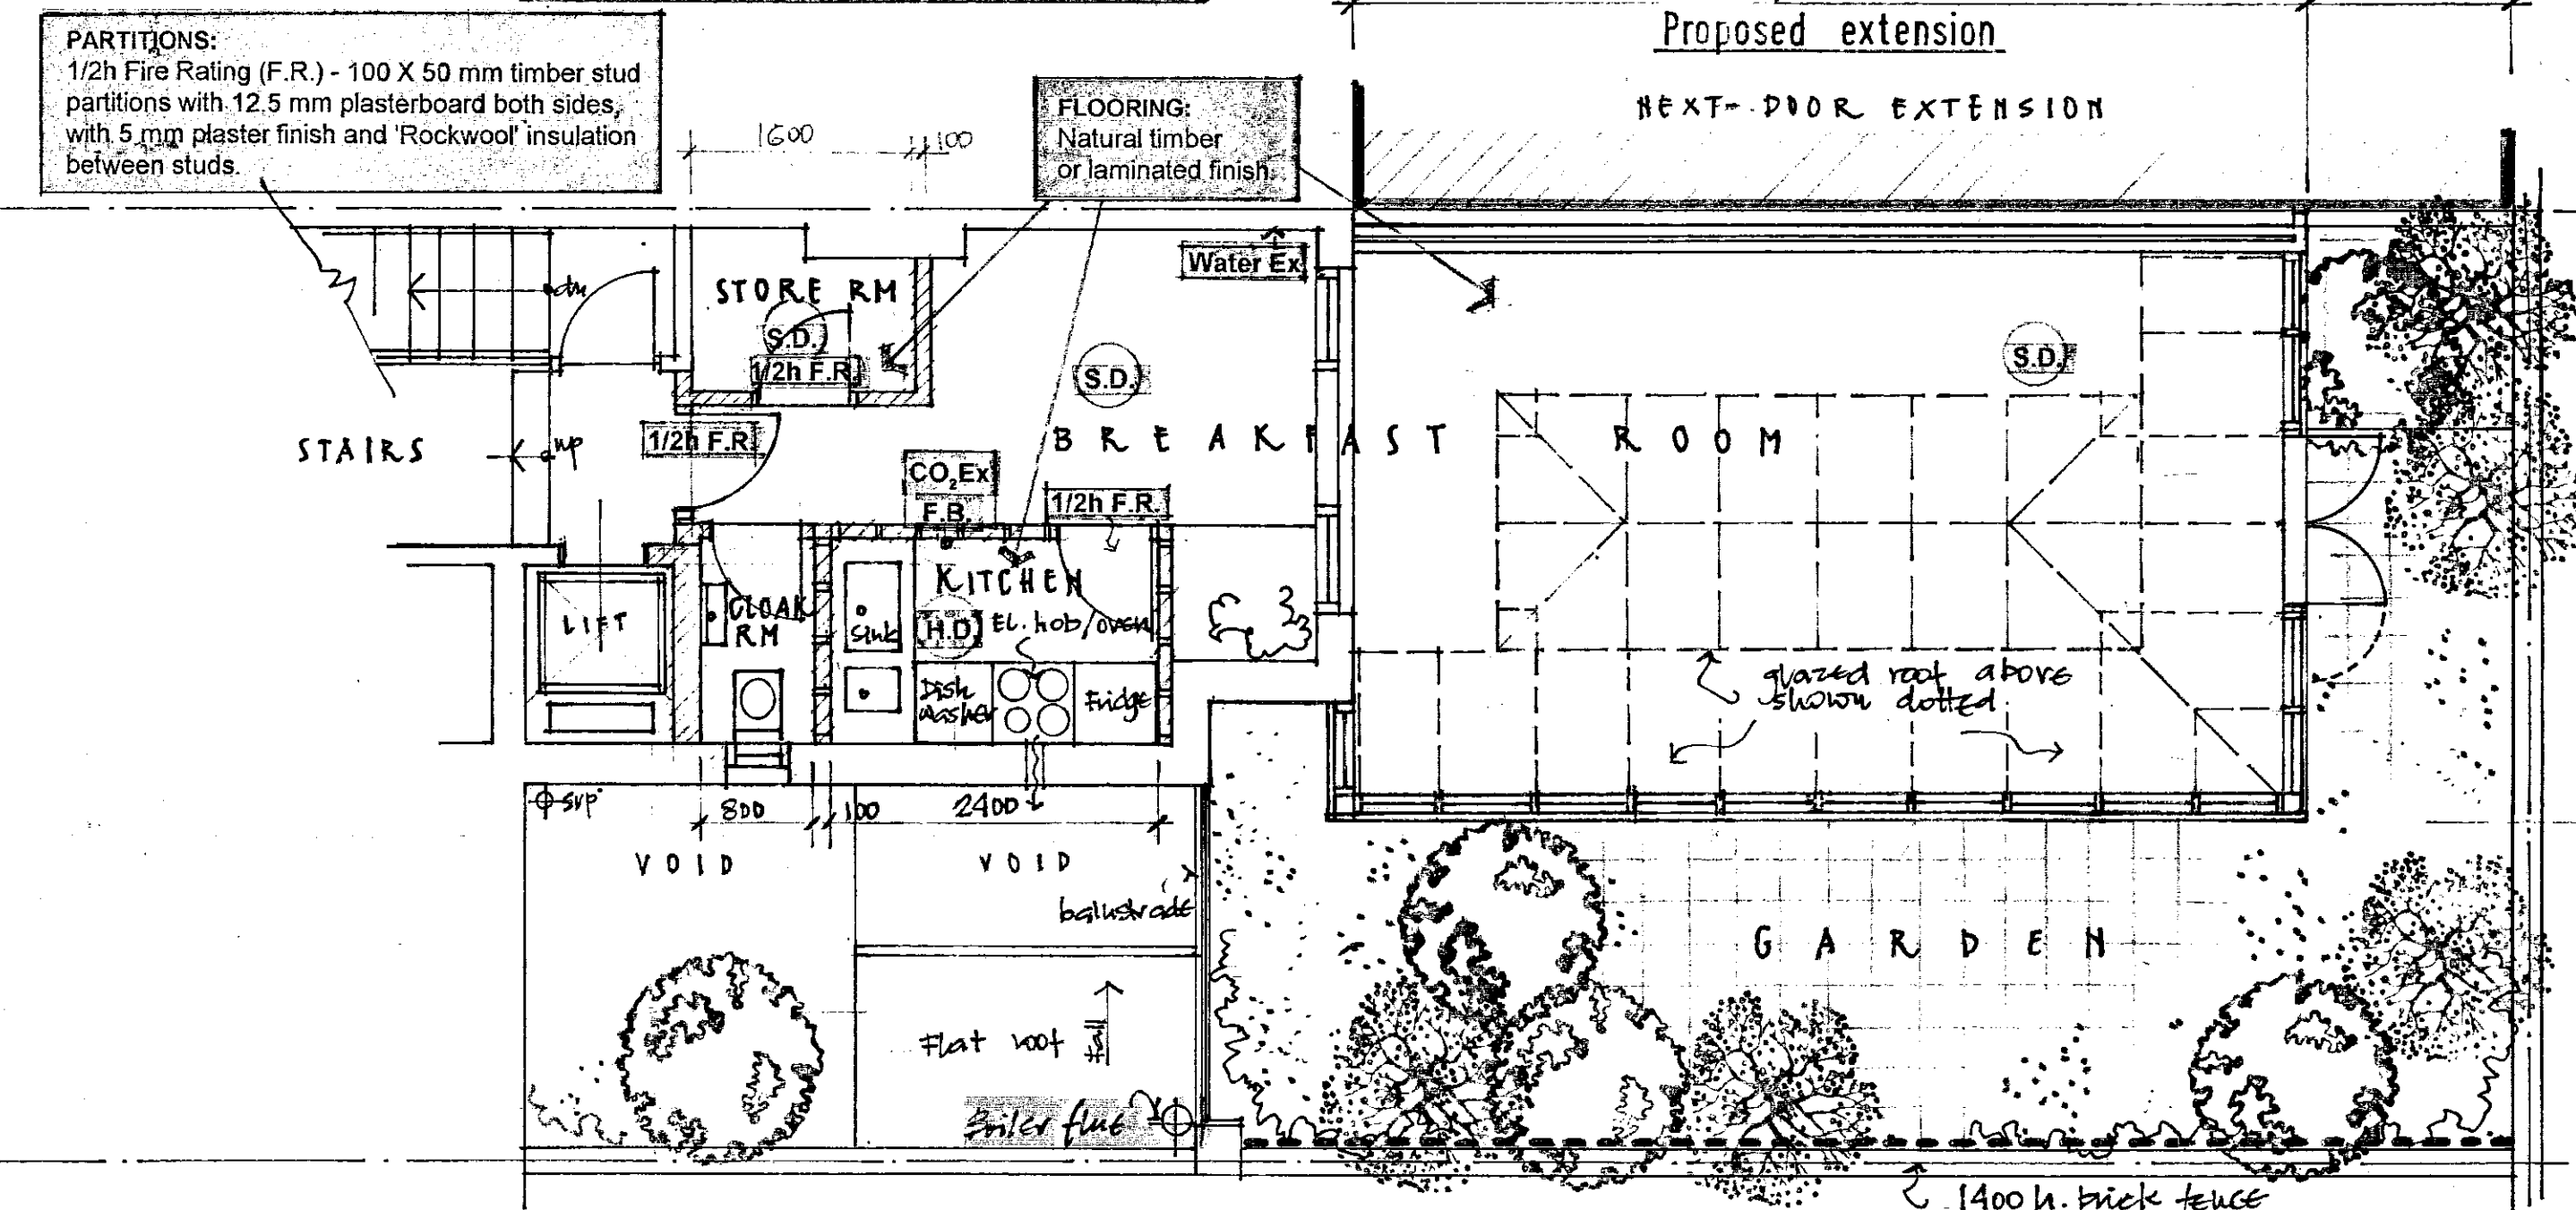 Proposed extension
NEXT-DOOR EXTENSION
PARTITIONS:
1/2h Fire Rating (F.R.) - 100 X 50 mm timber stud
partitions with 12.5 mm plasterboard both sides,
with 5 mm plaster finish and 'Rockwool' insulation
between studs.
FLOORING:
Natural timber
or laminated finish.
1600
100
Water Ex
dn
STORE RM
S.D.
1/2h F.R.
S.D.
S.D.
STAIRS
up
1/2h F.R.
BREAKFAST ROOM
CO₂Ex
F.B.
1/2h F.R.
LIFT
CLOAK
RM
Sink
KITCHEN
H.D.
El. hob/oven
Dish
washer
Fridge
glazed roof above
shown dotted
svp
800
100
2400
VOID
VOID
balustrade
GARDEN
Flat roof
fall
Boiler flue
1400 h. brick fence